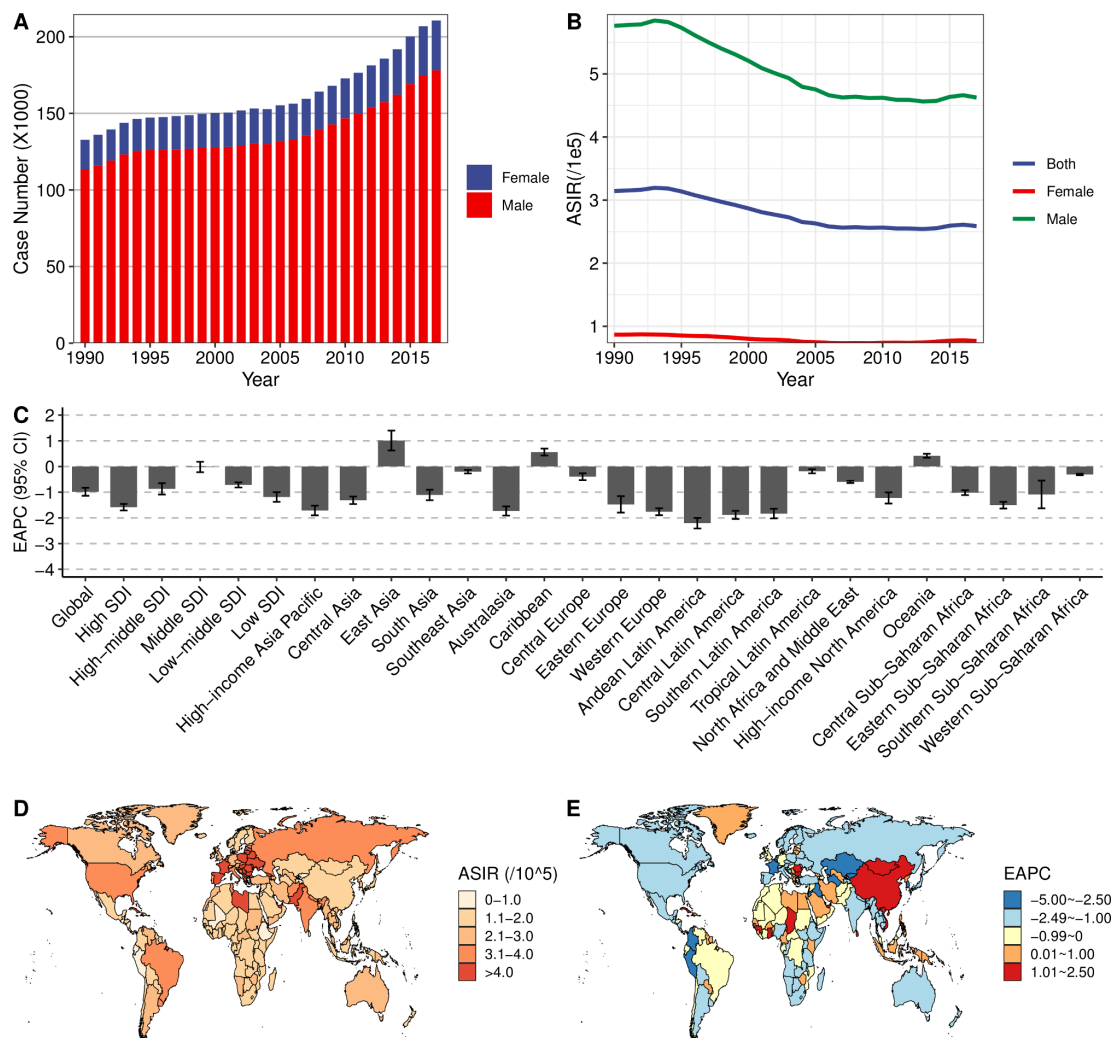 A
Case Number (X1000)
200
150
100
50
0
1990 1995 2000 2005 2010 2015
Year
Female
Male
B
ASIR(/1e5)
5
4
3
2
1
1990 1995 2000 2005 2010 2015
Year
Both
Female
Male
C
EAPC (95% CI)
2
1
0
−1
−2
−3
−4
Global
High SDI
High−middle SDI
Middle SDI
Low−middle SDI
Low SDI
High−income Asia Pacific
Central Asia
East Asia
South Asia
Southeast Asia
Australasia
Caribbean
Central Europe
Eastern Europe
Western Europe
Andean Latin America
Central Latin America
Southern Latin America
Tropical Latin America
North Africa and Middle East
High−income North America
Oceania
Central Sub−Saharan Africa
Eastern Sub−Saharan Africa
Southern Sub−Saharan Africa
Western Sub−Saharan Africa
D
ASIR (/10^5)
0−1.0
1.1−2.0
2.1−3.0
3.1−4.0
>4.0
E
EAPC
−5.00~−2.50
−2.49~−1.00
−0.99~0
0.01~1.00
1.01~2.50